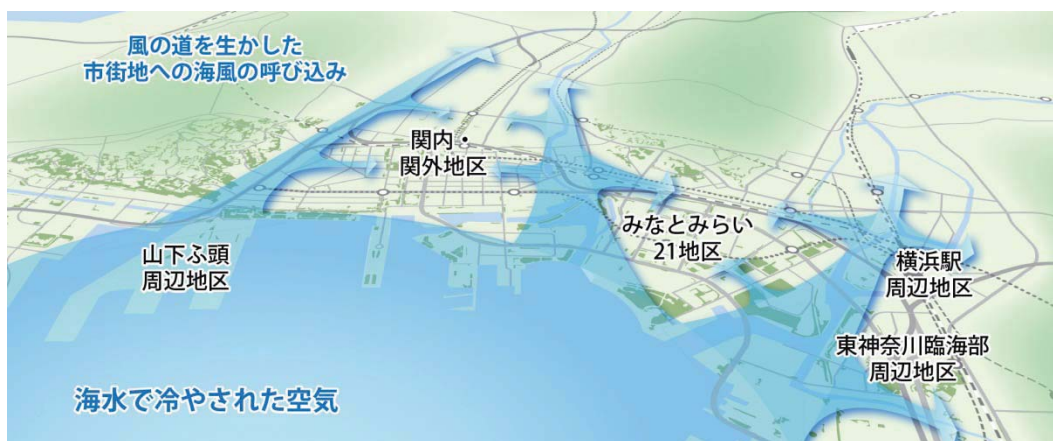 風の道を生かした
市街地への海風の呼び込み
関内・
関外地区
みなとみらい
21地区
山下ふ頭
周辺地区
横浜駅
周辺地区
東神奈川臨海部
周辺地区
海水で冷やされた空気